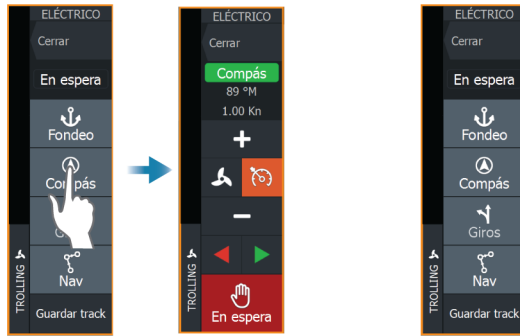 ELÉCTRICO
Cerrar
En espera
Fondeo
Compás
G
Nav
Guardar track
TROLLING
ELÉCTRICO
Cerrar
Compás
89 °M
1.00 Kn
En espera
TROLLING
ELÉCTRICO
Cerrar
En espera
Fondeo
Compás
Giros
Nav
Guardar track
TROLLING